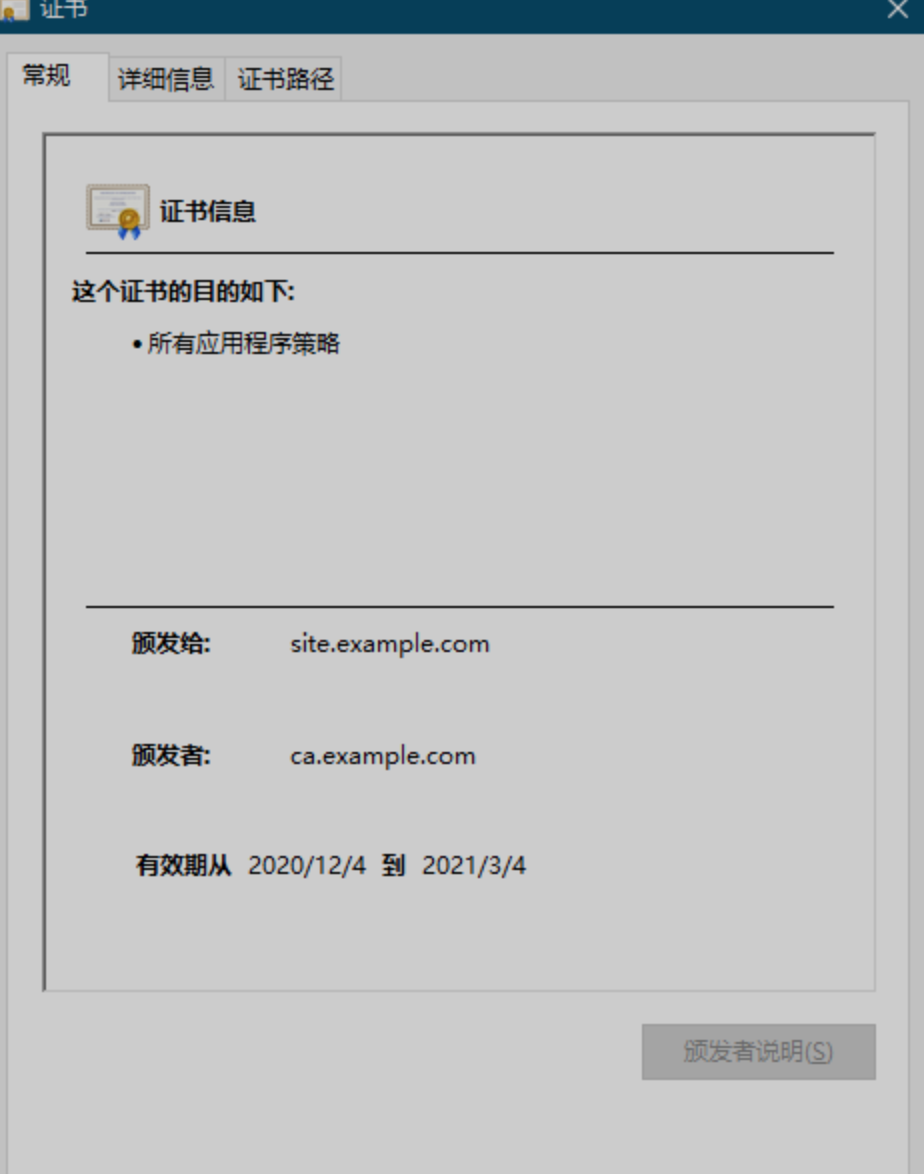 证书
常规 详细信息 证书路径
证书信息
这个证书的目的如下:
• 所有应用程序策略
颁发给: site.example.com
颁发者: ca.example.com
有效期从 2020/12/4 到 2021/3/4
颁发者说明(S)